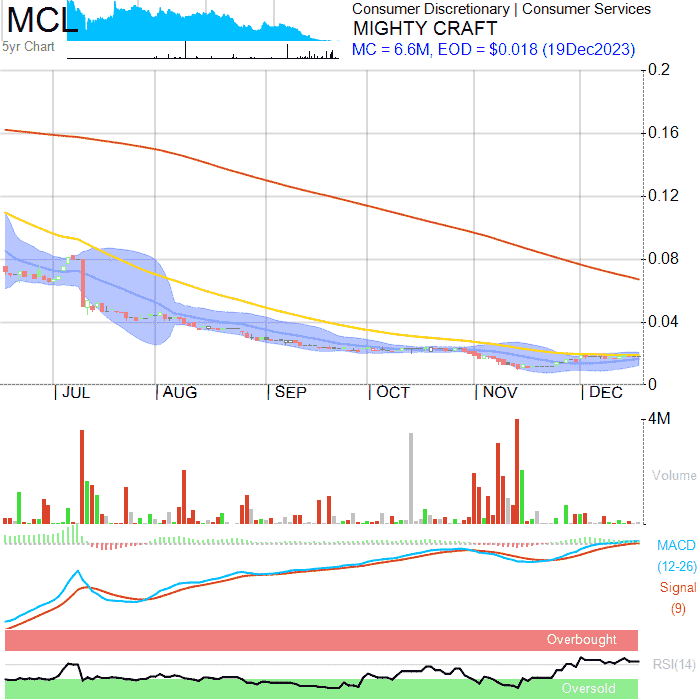 MCL
5yr Chart
Consumer Discretionary | Consumer Services
MIGHTY CRAFT
MC = 6.6M, EOD = $0.018 (19Dec2023)
0.2
0.16
0.12
0.08
0.04
0
JUL AUG SEP OCT NOV DEC
4M
Volume
MACD
(12-26)
Signal
(9)
Overbought
RSI(14)
Oversold